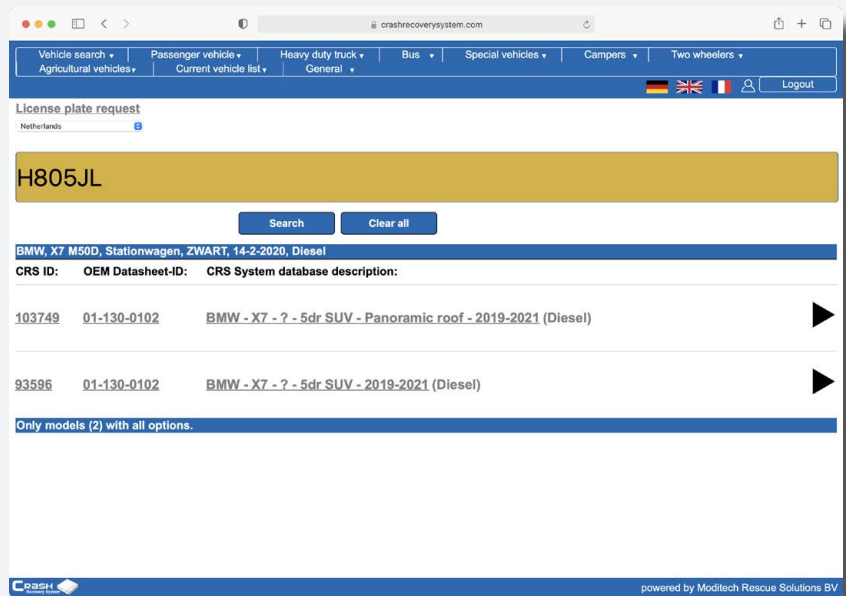 crashrecoverysystem.com
Vehicle search Passenger vehicle Heavy duty truck Bus Special vehicles Campers Two wheelers
Agricultural vehicles Current vehicle list General
Logout
License plate request
Netherlands
H805JL
Search Clear all
BMW, X7 M50D, Stationwagen, ZWART, 14-2-2020, Diesel
CRS ID: OEM Datasheet-ID: CRS System database description:
103749 01-130-0102 BMW - X7 - ? - 5dr SUV - Panoramic roof - 2019-2021 (Diesel)
93596 01-130-0102 BMW - X7 - ? - 5dr SUV - 2019-2021 (Diesel)
Only models (2) with all options.
CRASH
Recovery System
powered by Moditech Rescue Solutions BV